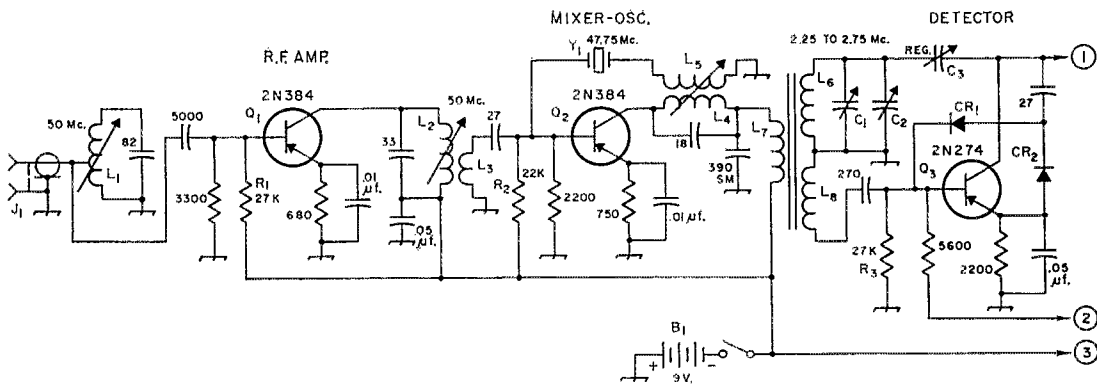 MIXER-OSC.
DETECTOR
R.F. AMP.
Y1
47.75 Mc.
L5
2.25 TO 2.75 Mc.
REG.
C3
1
2N384
Q1
50 Mc.
5000
82
L1
J1
3300
R1
27K
680
.01
µf.
33
.05
µf.
50 Mc.
L2
L3
27
2N384
Q2
R2
22K
2200
750
.01µf.
L4
18
390
SM
L7
L6
C1
C2
L8
270
CR1
27
2N274
Q3
CR2
27K
R3
5600
2200
.05
µf.
2
3
B1
+
-
9V.